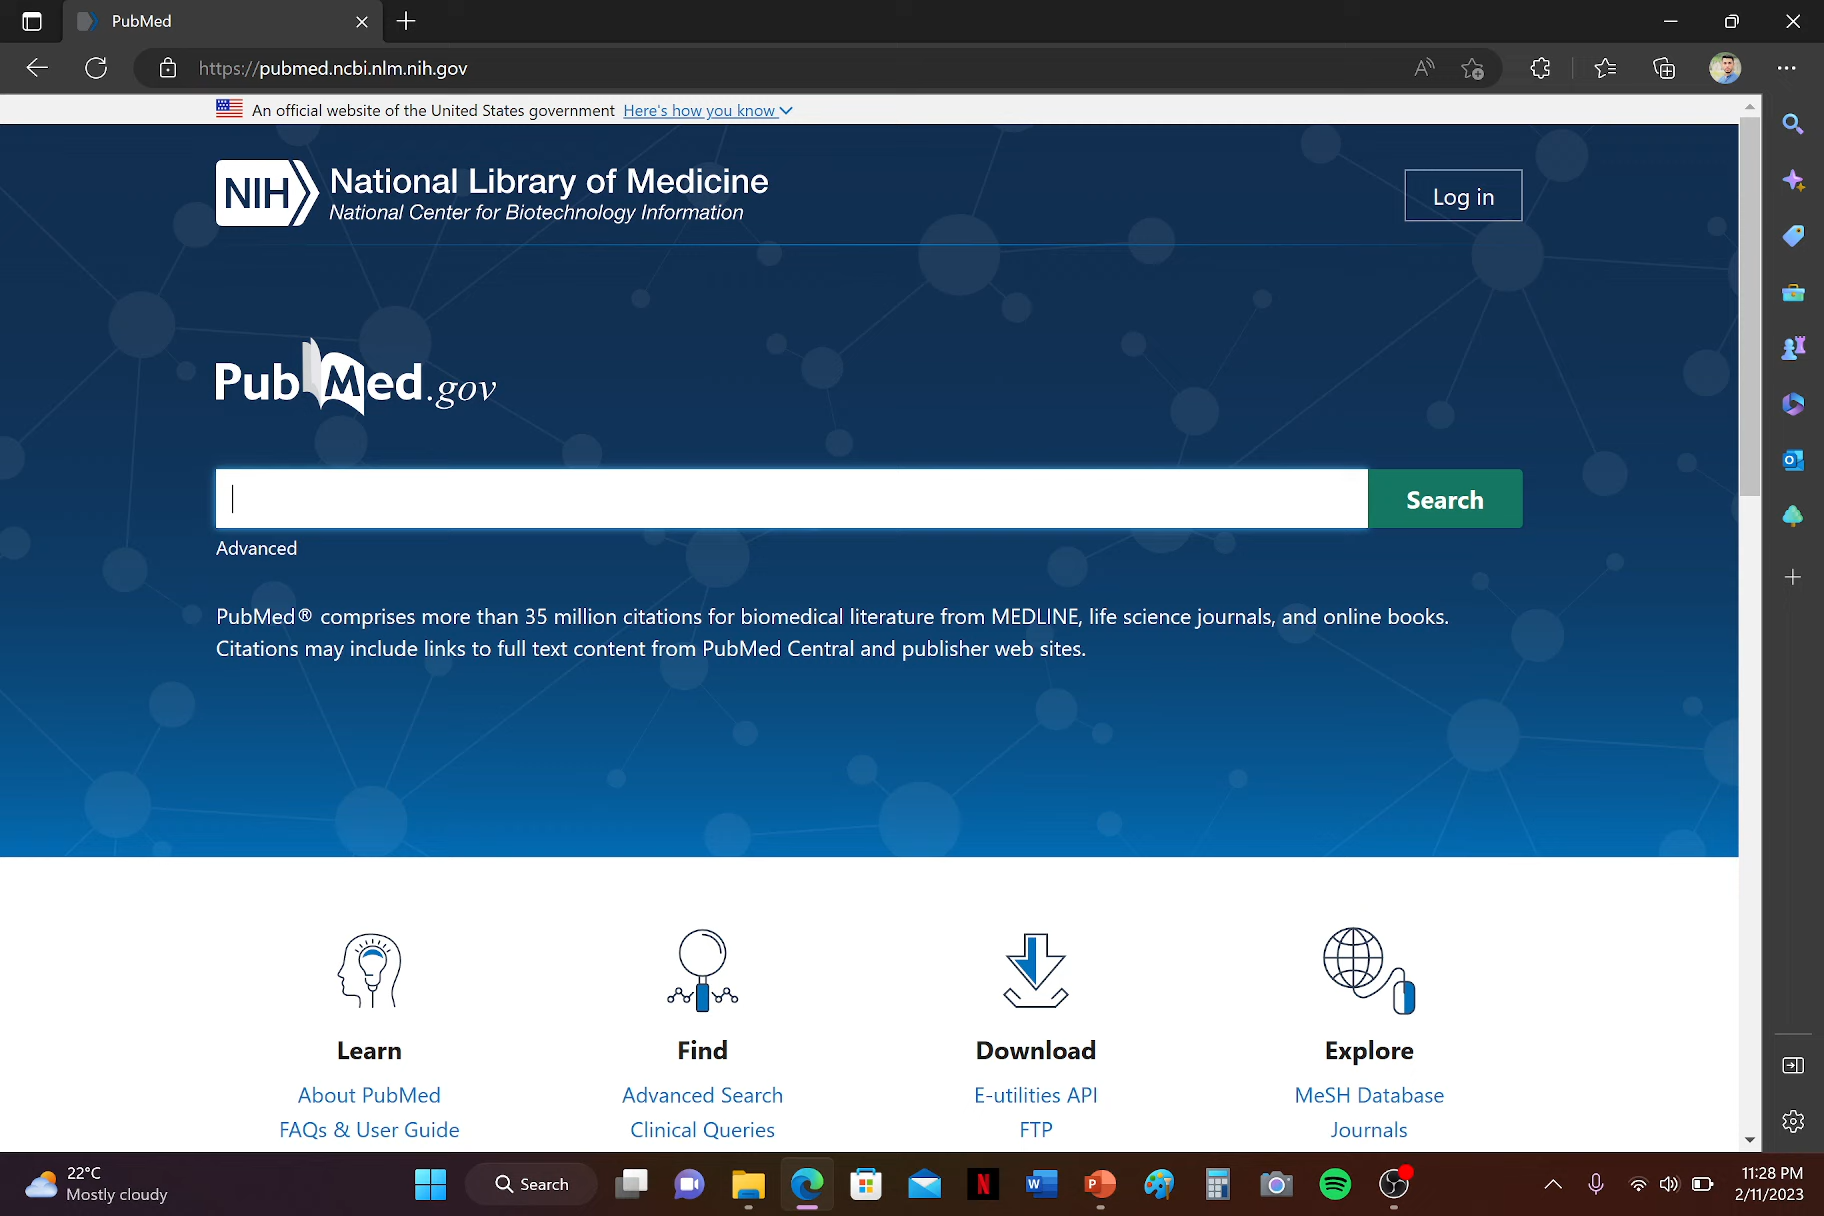 PubMed
https://pubmed.ncbi.nlm.nih.gov
An official website of the United States government Here's how you know
NIH National Library of Medicine
National Center for Biotechnology Information
Log in
PubMed.gov
Search
Advanced
PubMed® comprises more than 35 million citations for biomedical literature from MEDLINE, life science journals, and online books.
Citations may include links to full text content from PubMed Central and publisher web sites.
Learn
Find
Download
Explore
About PubMed
Advanced Search
E-utilities API
MeSH Database
FAQs & User Guide
Clinical Queries
FTP
Journals
22°C
Mostly cloudy
Search
11:28 PM
2/11/2023